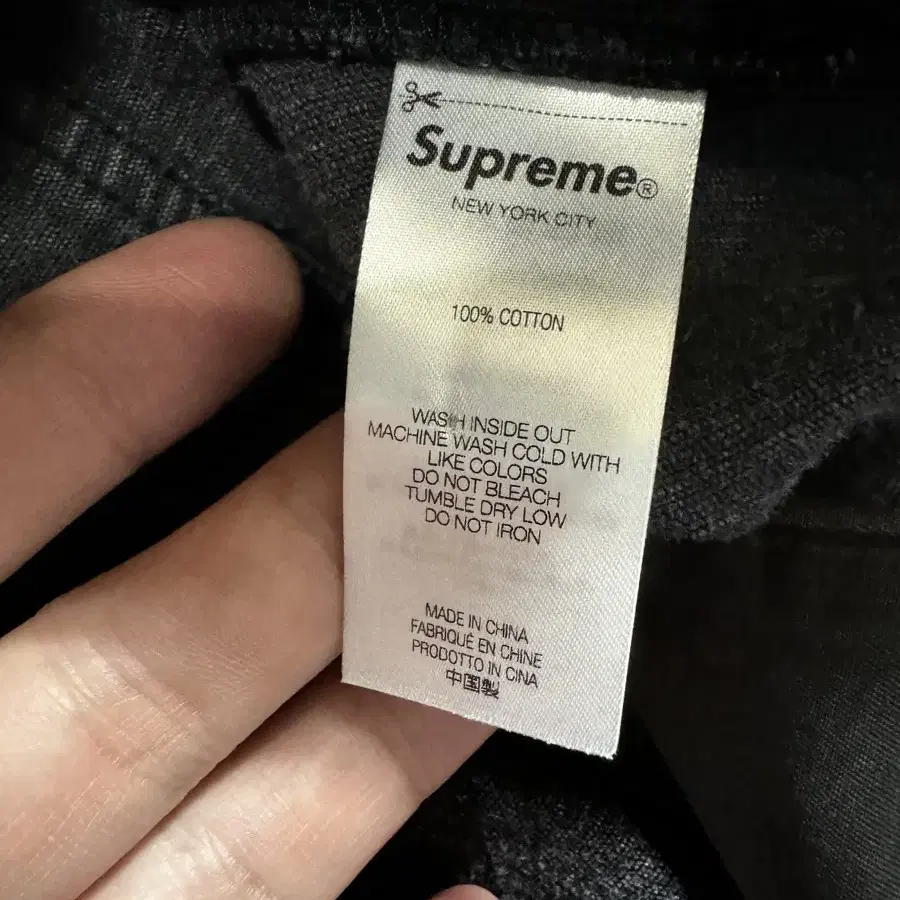 Supreme®
NEW YORK CITY
100% COTTON
WASH INSIDE OUT
MACHINE WASH COLD WITH
LIKE COLORS
DO NOT BLEACH
TUMBLE DRY LOW
DO NOT IRON
MADE IN CHINA
FABRIQUÉ EN CHINE
PRODOTTO IN CINA
中国製